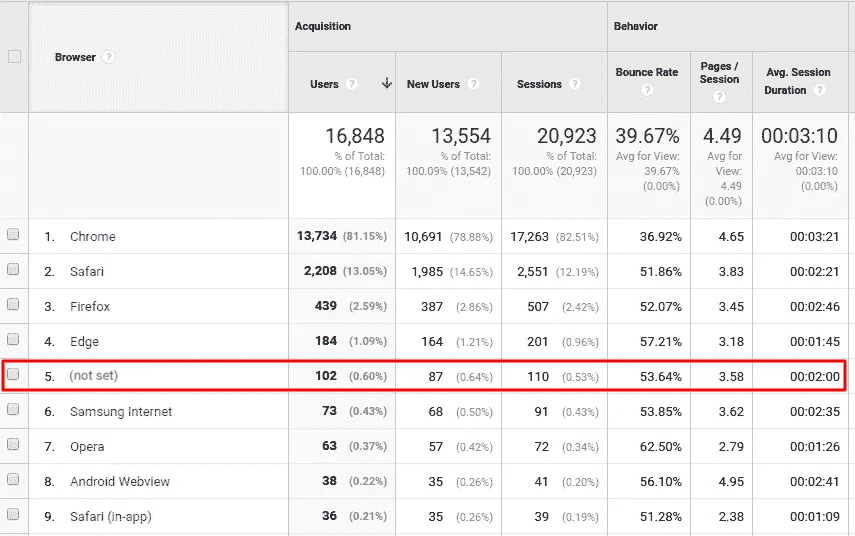 Acquisition
Behavior
Browser ?
Users ?
New Users ?
Sessions ?
Bounce Rate
?
Pages /
Session
?
Avg. Session
Duration ?
16,848
% of Total:
100.00% (16,848)
13,554
% of Total:
100.09% (13,542)
20,923
% of Total:
100.00% (20,923)
39.67%
Avg for View:
39.67%
(0.00%)
4.49
Avg for
View:
4.49
(0.00%)
00:03:10
Avg for View:
00:03:10
(0.00%)
1. Chrome 13,734 (81.15%) 10,691 (78.88%) 17,263 (82.51%) 36.92% 4.65 00:03:21
2. Safari 2,208 (13.05%) 1,985 (14.65%) 2,551 (12.19%) 51.86% 3.83 00:02:21
3. Firefox 439 (2.59%) 387 (2.86%) 507 (2.42%) 52.07% 3.45 00:02:46
4. Edge 184 (1.09%) 164 (1.21%) 201 (0.96%) 57.21% 3.18 00:01:45
5. (not set) 102 (0.60%) 87 (0.64%) 110 (0.53%) 53.64% 3.58 00:02:00
6. Samsung Internet 73 (0.43%) 68 (0.50%) 91 (0.43%) 53.85% 3.62 00:02:35
7. Opera 63 (0.37%) 57 (0.42%) 72 (0.34%) 62.50% 2.79 00:01:26
8. Android Webview 38 (0.22%) 35 (0.26%) 41 (0.20%) 56.10% 4.95 00:02:41
9. Safari (in-app) 36 (0.21%) 35 (0.26%) 39 (0.19%) 51.28% 2.38 00:01:09